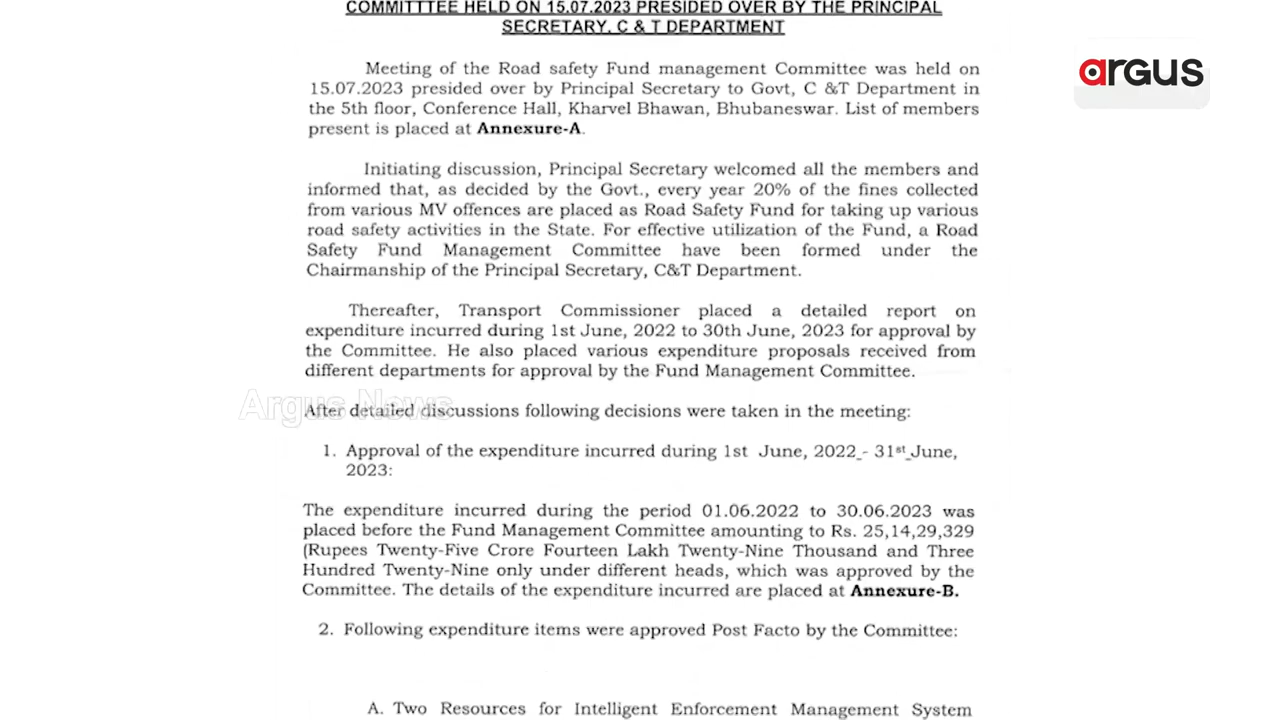 COMMITTTEE HELD ON 15.07.2023 PRESIDED OVER BY THE PRINCIPAL
SECRETARY, C & T DEPARTMENT
argus
Meeting of the Road safety Fund management Committee was held on
15.07.2023 presided over by Principal Secretary to Govt, C &T Department in
the 5th floor, Conference Hall, Kharvel Bhawan, Bhubaneswar. List of members
present is placed at Annexure-A.
Initiating discussion, Principal Secretary welcomed all the members and
informed that, as decided by the Govt., every year 20% of the fines collected
from various MV offences are placed as Road Safety Fund for taking up various
road safety activities in the State. For effective utilization of the Fund, a Road
Safety Fund Management Committee have been formed under the
Chairmanship of the Principal Secretary, C&T Department.
Thereafter, Transport Commissioner placed a detailed report on
expenditure incurred during 1st June, 2022 to 30th June, 2023 for approval by
the Committee. He also placed various expenditure proposals received from
different departments for approval by the Fund Management Committee.
Argus News
After detailed discussions following decisions were taken in the meeting:
1. Approval of the expenditure incurred during 1st June, 2022 - 31st June,
2023:
The expenditure incurred during the period 01.06.2022 to 30.06.2023 was
placed before the Fund Management Committee amounting to Rs. 25,14,29,329
(Rupees Twenty-Five Crore Fourteen Lakh Twenty-Nine Thousand and Three
Hundred Twenty-Nine only under different heads, which was approved by the
Committee. The details of the expenditure incurred are placed at Annexure-B.
2. Following expenditure items were approved Post Facto by the Committee:
A. Two Resources for Intelligent Enforcement Management System